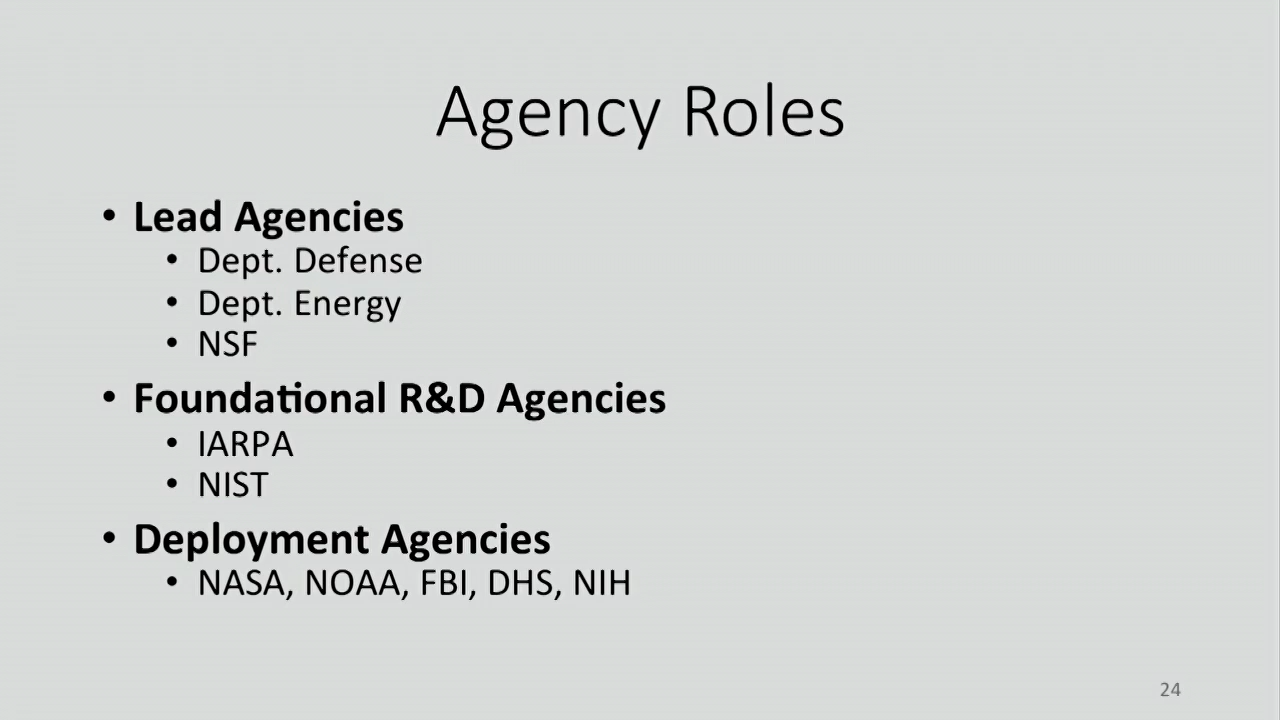 Agency Roles
• Lead Agencies
• Dept. Defense
• Dept. Energy
• NSF
• Foundational R&D Agencies
• IARPA
• NIST
• Deployment Agencies
• NASA, NOAA, FBI, DHS, NIH
24